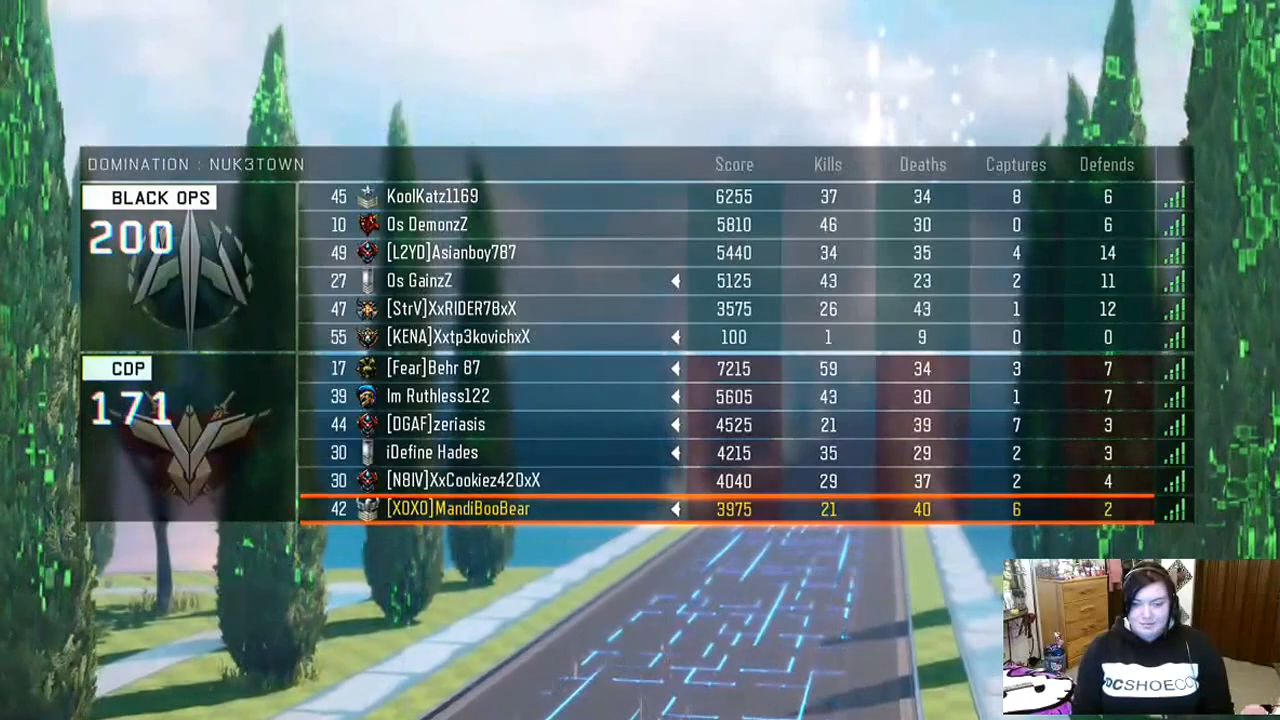 DOMINATION : NUK3TOWN Score Kills Deaths Captures Defends
BLACK OPS
200
45 KoolKatz1169 6255 37 34 8 6
10 Os DemonzZ 5810 46 30 0 6
49 [L2YD]Asianboy787 5440 34 35 4 14
27 Os GainzZ 5125 43 23 2 11
47 [StrV]XxRIDER78xX 3575 26 43 1 12
55 [KENA]Xxtp3kovichxX 100 1 9 0 0
CDP
171
17 [Fear]Behr 87 7215 59 34 3 7
39 Im Ruthless122 5605 43 30 1 7
44 [DGAF]zeriasis 4525 21 39 7 3
30 iDefine Hades 4215 35 29 2 3
30 [N8IV]XxCookiez420xX 4040 29 37 2 4
42 [XOXO]MandiBooBear 3975 21 40 6 2
DCSHOECO